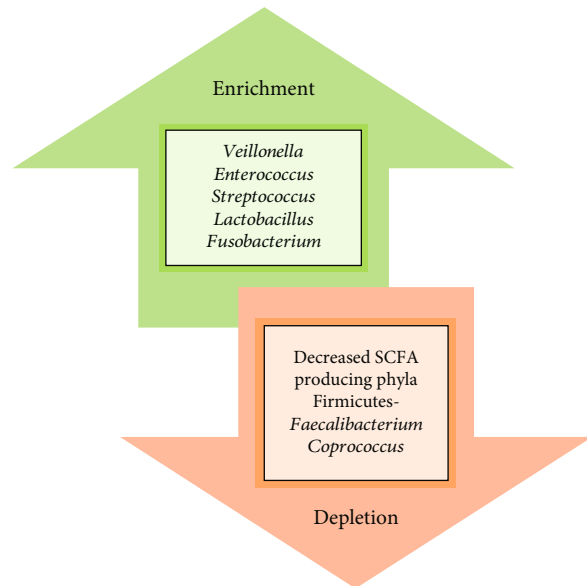 Enrichment
Veillonella
Enterococcus
Streptococcus
Lactobacillus
Fusobacterium
Decreased SCFA
producing phyla
Firmicutes-
Faecalibacterium
Coprococcus
Depletion